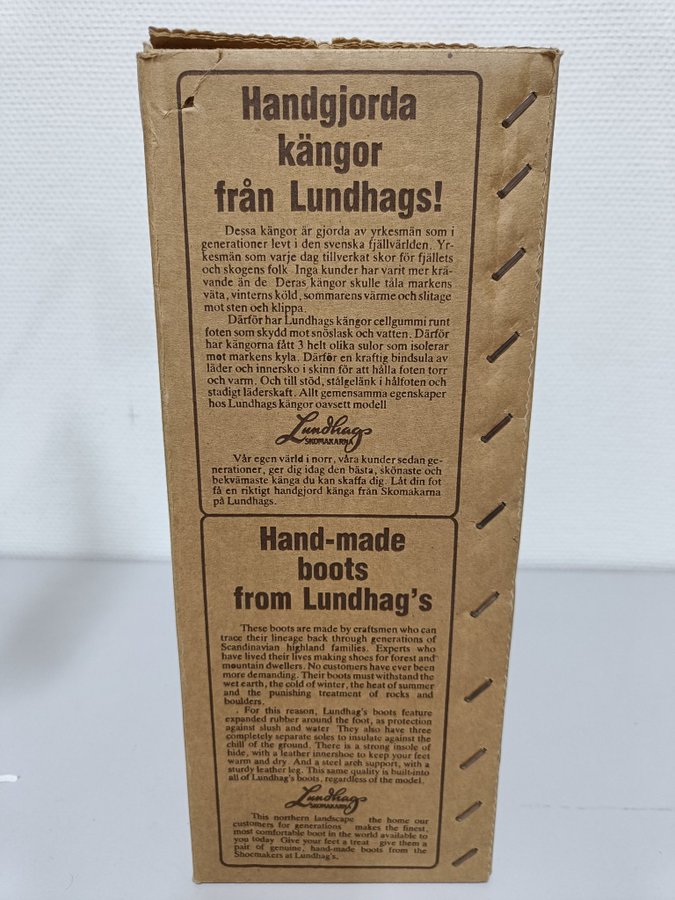 Handgjorda
kängor
från Lundhags!
Dessa kängor är gjorda av yrkesmän som i
generationer levt i den svenska fjällvärlden. Yr-
kesmän som varje dag tillverkat skor för fjällets
och skogens folk. Inga kunder har varit mer krä-
vande än de. Deras kängor skulle tåla markens
väta, vinterns köld, sommarens värme och slitage
mot sten och klippa.
Därför har Lundhags kängor cellgummi runt
foten som skydd mot snöslask och vatten. Därför
har kängorna fått 3 helt olika sulor som isolerar
mot markens kyla. Därför en kraftig bindsula av
läder och innersko i skinn för att hålla foten torr
och varm. Och till stöd, stålgelänk i hålfoten och
stadigt läderskaft. Allt gemensamma egenskaper
hos Lundhags kängor oavsett modell
Lundhags
SKOMAKARNA
Vår egen värld i norr, våra kunder sedan ge-
nerationer, ger dig idag den bästa, skönaste och
bekvämaste känga du kan skaffa dig. Låt din fot
få en riktigt handgjord känga från Skomakarna
på Lundhags.
Hand-made
boots
from Lundhag's
These boots are made by craftsmen who can
trace their lineage back through generations of
Scandinavian highland families. Experts who
have lived their lives making shoes for forest and
mountain dwellers. No customers have ever been
more demanding. Their boots must withstand the
wet earth, the cold of winter, the heat of summer
and the punishing treatment of rocks and
boulders.
For this reason, Lundhag's boots feature
expanded rubber around the foot, as protection
against slush and water. They also have three
completely separate soles to insulate against the
chill of the ground. There is a strong insole of
hide, with a leather innershoe to keep your feet
warm and dry. And a steel arch support, with a
sturdy leather leg. This same quality is built-into
all of Lundhag's boots, regardless of the model.
Lundhags
SKOMAKARNA
This northern landscape the home our
customers for generations makes the finest,
most comfortable boot in the world available to
you today. Give your feet a treat give them a
pair of genuine, hand-made boots from the
Shoemakers at Lundhag's.